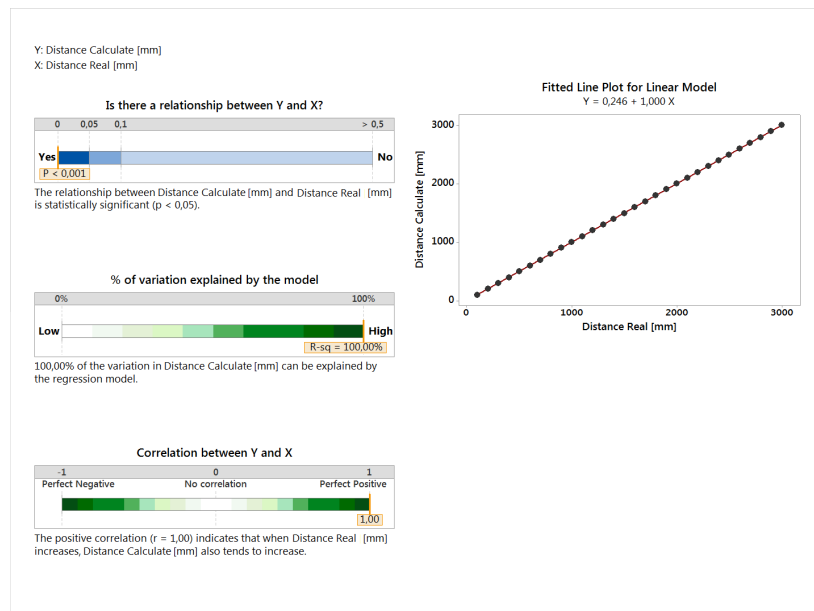 Y: Distance Calculate [mm]
X: Distance Real [mm]
Is there a relationship between Y and X?
0 0,05 0,1 > 0,5
Yes No
P < 0,001
The relationship between Distance Calculate [mm] and Distance Real [mm]
is statistically significant (p < 0,05).
% of variation explained by the model
0% 100%
Low High
R-sq = 100,00%
100,00% of the variation in Distance Calculate [mm] can be explained by
the regression model.
Correlation between Y and X
-1 0 1
Perfect Negative No correlation Perfect Positive
1,00
The positive correlation (r = 1,00) indicates that when Distance Real [mm]
increases, Distance Calculate [mm] also tends to increase.
Fitted Line Plot for Linear Model
Y = 0,246 + 1,000 X
Distance Calculate [mm]
3000
2000
1000
0
0 1000 2000 3000
Distance Real [mm]